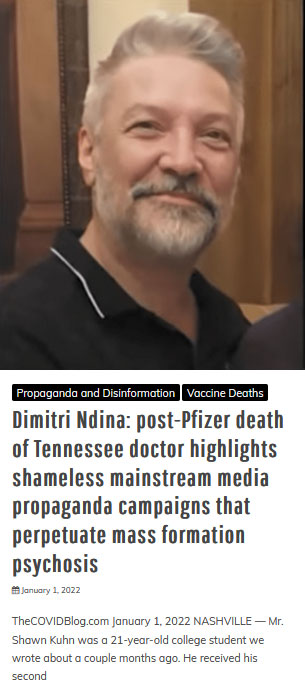 Propaganda and Disinformation Vaccine Deaths
Dimitri Ndina: post-Pfizer death
of Tennessee doctor highlights
shameless mainstream media
propaganda campaigns that
perpetuate mass formation
psychosis
January 1, 2022
TheCOVIDBlog.com January 1, 2022 NASHVILLE — Mr.
Shawn Kuhn was a 21-year-old college student we
wrote about a couple months ago. He received his
second